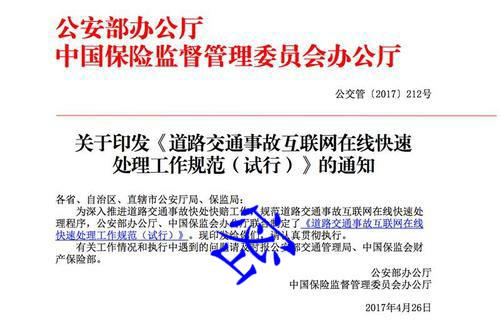 公安部办公厅
中国保险监督管理委员会办公厅
公交管〔2017〕212号
关于印发《道路交通事故互联网在线快速
处理工作规范（试行）》的通知
各省、自治区、直辖市公安厅局、保监局：
为深入推进道路交通事故快处快赔工作，规范道路交通事故互联网在线快速处
理程序，公安部办公厅、中国保监会办公厅联合制定了《道路交通事故互联网在线
快速处理工作规范（试行）》。现印发给你们，请认真贯彻执行。
有关工作情况和执行中遇到的问题请及时报公安部交通管理局、中国保监会财
产保险部。
公安部办公厅
中国保险监督管理委员会办公厅
2017年4月26日